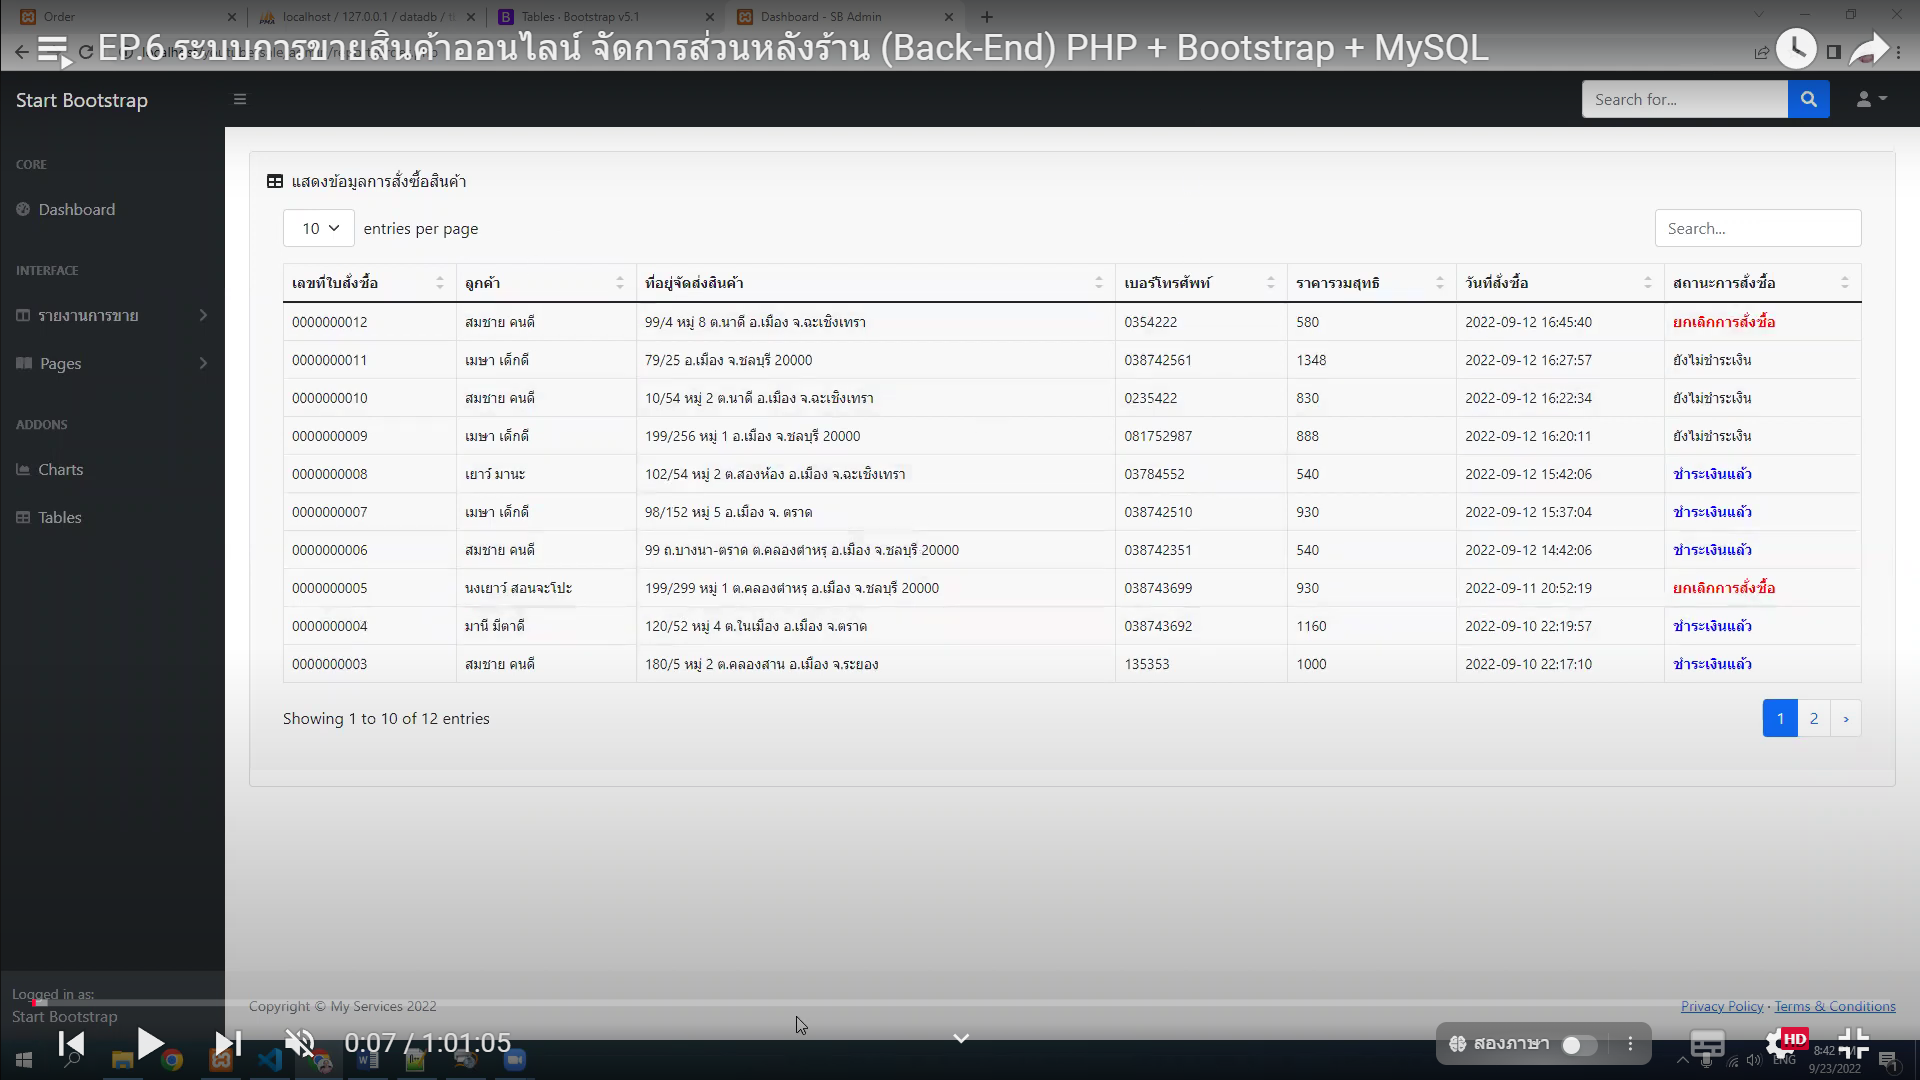 Order
localhost / 127.0.0.1 / datadb / t
Tables · Bootstrap v5.1
Dashboard - SB Admin
EP.6 ระบบการขายสินค้าออนไลน์ จัดการส่วนหลังร้าน (Back-End) PHP + Bootstrap + MySQL
Start Bootstrap
Search for...
CORE
Dashboard
INTERFACE
รายงานการขาย
Pages
ADDONS
Charts
Tables
แสดงข้อมูลการสั่งซื้อสินค้า
10 entries per page
Search...
เลขที่ใบสั่งซื้อ ลูกค้า ที่อยู่จัดส่งสินค้า เบอร์โทรศัพท์ ราคารวมสุทธิ วันที่สั่งซื้อ สถานะการสั่งซื้อ
0000000012 สมชาย คนดี 99/4 หมู่ 8 ต.นาดี อ.เมือง จ.ฉะเชิงเทรา 0354222 580 2022-09-12 16:45:40 ยกเลิกการสั่งซื้อ
0000000011 เมษา เด็กดี 79/25 อ.เมือง จ.ชลบุรี 20000 038742561 1348 2022-09-12 16:27:57 ยังไม่ชำระเงิน
0000000010 สมชาย คนดี 10/54 หมู่ 2 ต.นาดี อ.เมือง จ.ฉะเชิงเทรา 0235422 830 2022-09-12 16:22:34 ยังไม่ชำระเงิน
0000000009 เมษา เด็กดี 199/256 หมู่ 1 อ.เมือง จ.ชลบุรี 20000 081752987 888 2022-09-12 16:20:11 ยังไม่ชำระเงิน
0000000008 เยาว์ มานะ 102/54 หมู่ 2 ต.สองห้อง อ.เมือง จ.ฉะเชิงเทรา 03784552 540 2022-09-12 15:42:06 ชำระเงินแล้ว
0000000007 เมษา เด็กดี 98/152 หมู่ 5 อ.เมือง จ. ตราด 038742510 930 2022-09-12 15:37:04 ชำระเงินแล้ว
0000000006 สมชาย คนดี 99 ถ.บางนา-ตราด ต.คลองตำหรุ อ.เมือง จ.ชลบุรี 20000 038742351 540 2022-09-12 14:42:06 ชำระเงินแล้ว
0000000005 นงเยาว์ สอนจะโปะ 199/299 หมู่ 1 ต.คลองตำหรุ อ.เมือง จ.ชลบุรี 20000 038743699 930 2022-09-11 20:52:19 ยกเลิกการสั่งซื้อ
0000000004 มานี มีตาดี 120/52 หมู่ 4 ต.ในเมือง อ.เมือง จ.ตราด 038743692 1160 2022-09-10 22:19:57 ชำระเงินแล้ว
0000000003 สมชาย คนดี 180/5 หมู่ 2 ต.คลองสาน อ.เมือง จ.ระยอง 135353 1000 2022-09-10 22:17:10 ชำระเงินแล้ว
Showing 1 to 10 of 12 entries
1 2 ›
Logged in as:
Start Bootstrap
Copyright © My Services 2022
Privacy Policy · Terms & Conditions
0:07 / 1:01:05
สองภาษา
HD
ENG
8:42
9/23/2022